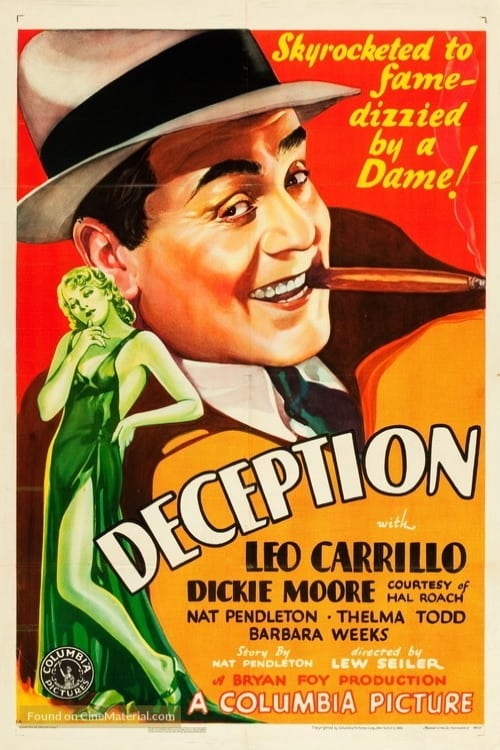 Skyrocketed to
fame-
dizzied
by a
Dame!
DECEPTION
with
LEO CARRILLO
DICKIE MOORE COURTESY of
HAL ROACH
NAT PENDLETON · THELMA TODD
BARBARA WEEKS
Story By directed by
NAT PENDLETON LEW SEILER
A BRYAN FOY PRODUCTION
A COLUMBIA PICTURE
COLUMBIA
PICTURES
Found on CineMaterial.com